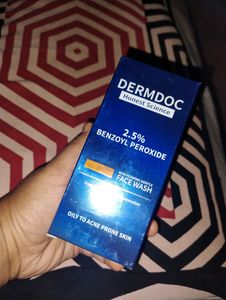 DERMDOC
Honest Science
2.5%
BENZOYL PEROXIDE
FACE WASH
OILY TO ACNE PRONE SKIN